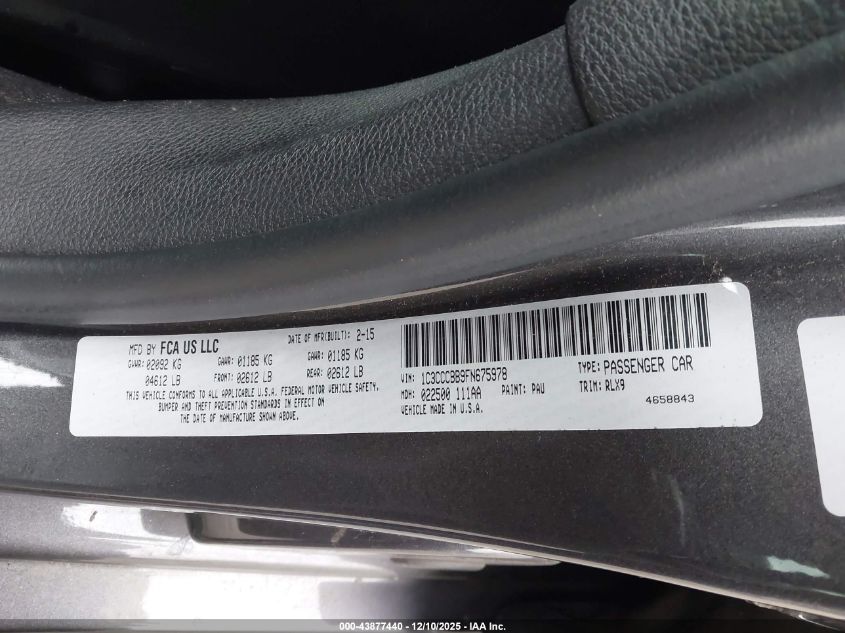 MFD BY FCA US LLC
DATE OF MFR(BUILT): 2-15
GVWR: 02092 KG GAWR: 01185 KG GAWR: 01185 KG
04612 LB FRONT: 02612 LB REAR: 02612 LB
THIS VEHICLE CONFORMS TO ALL APPLICABLE U.S.A. FEDERAL MOTOR VEHICLE SAFETY,
BUMPER AND THEFT PREVENTION STANDARDS IN EFFECT ON
THE DATE OF MANUFACTURE SHOWN ABOVE.
VIN: 1C3CCCBB9FN675978 TYPE: PASSENGER CAR
MDH: 022500 111AA PAINT: PAU TRIM: RLX9
VEHICLE MADE IN U.S.A. 4658843
000-43877440 - 12/10/2025 - IAA Inc.